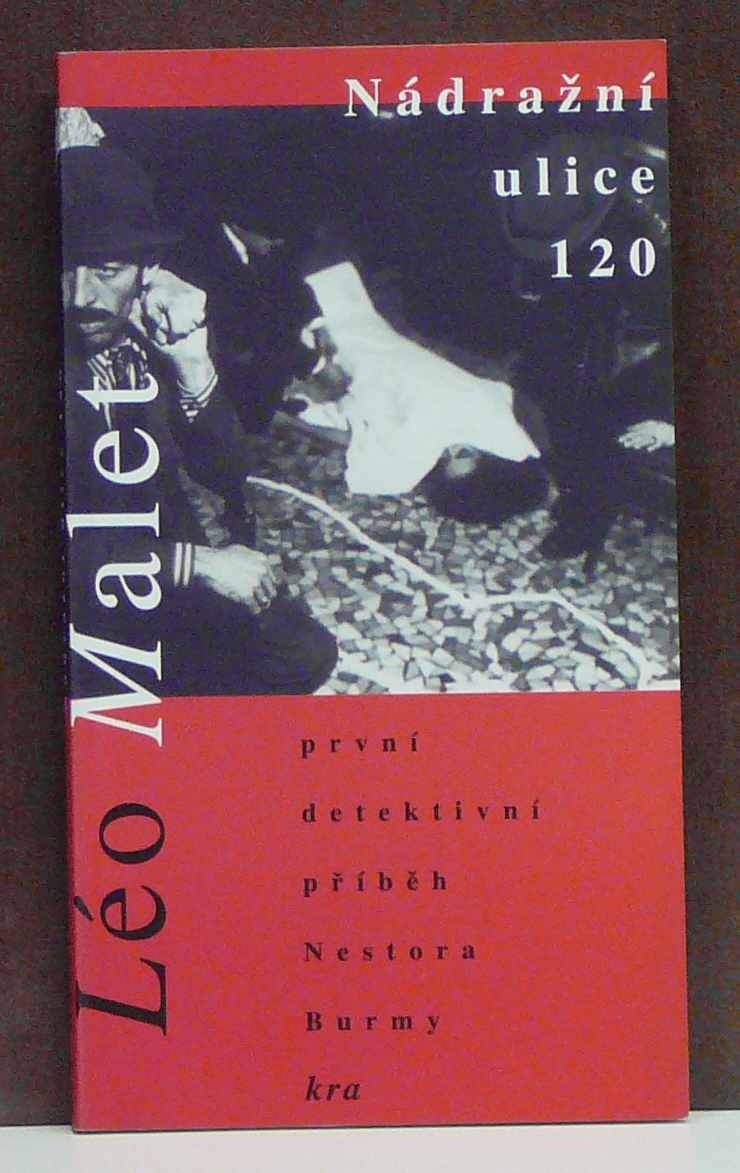 Nádražní
ulice
120
Léo Malet
první
detektivní
příběh
Nestora
Burmy
kra